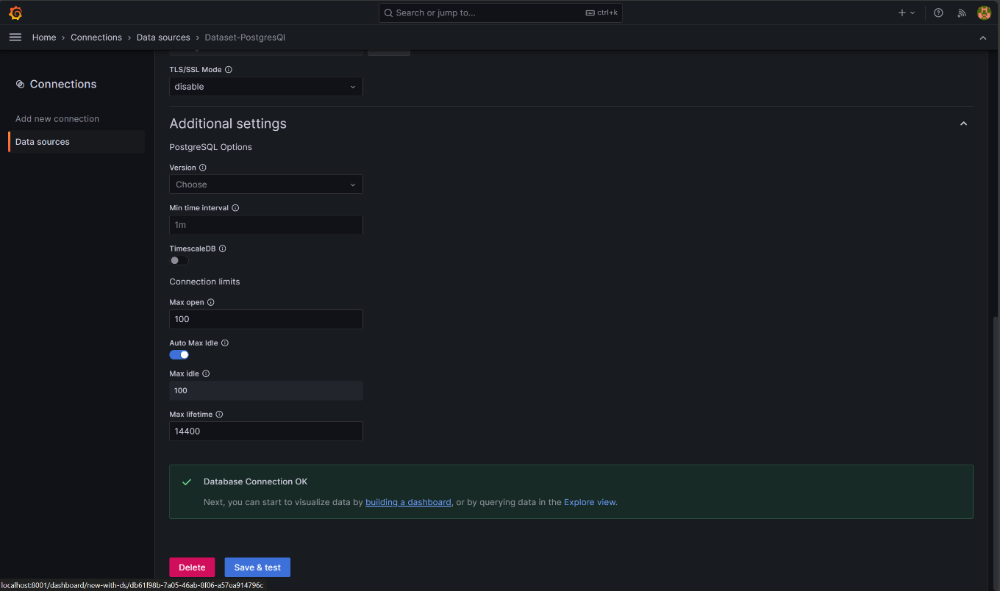 Search or jump to...
ctrl+k
Home › Connections › Data sources › Dataset-PostgresQl
Connections
Add new connection
Data sources
TLS/SSL Mode
disable
Additional settings
PostgreSQL Options
Version
Choose
Min time interval
1m
TimescaleDB
Connection limits
Max open
100
Auto Max Idle
Max idle
100
Max lifetime
14400
Database Connection OK
Next, you can start to visualize data by building a dashboard, or by querying data in the Explore view.
Delete
Save & test
localhost:8001/dashboard/new-with-ds/db61f98b-7a05-46ab-8f06-a57ea914796c